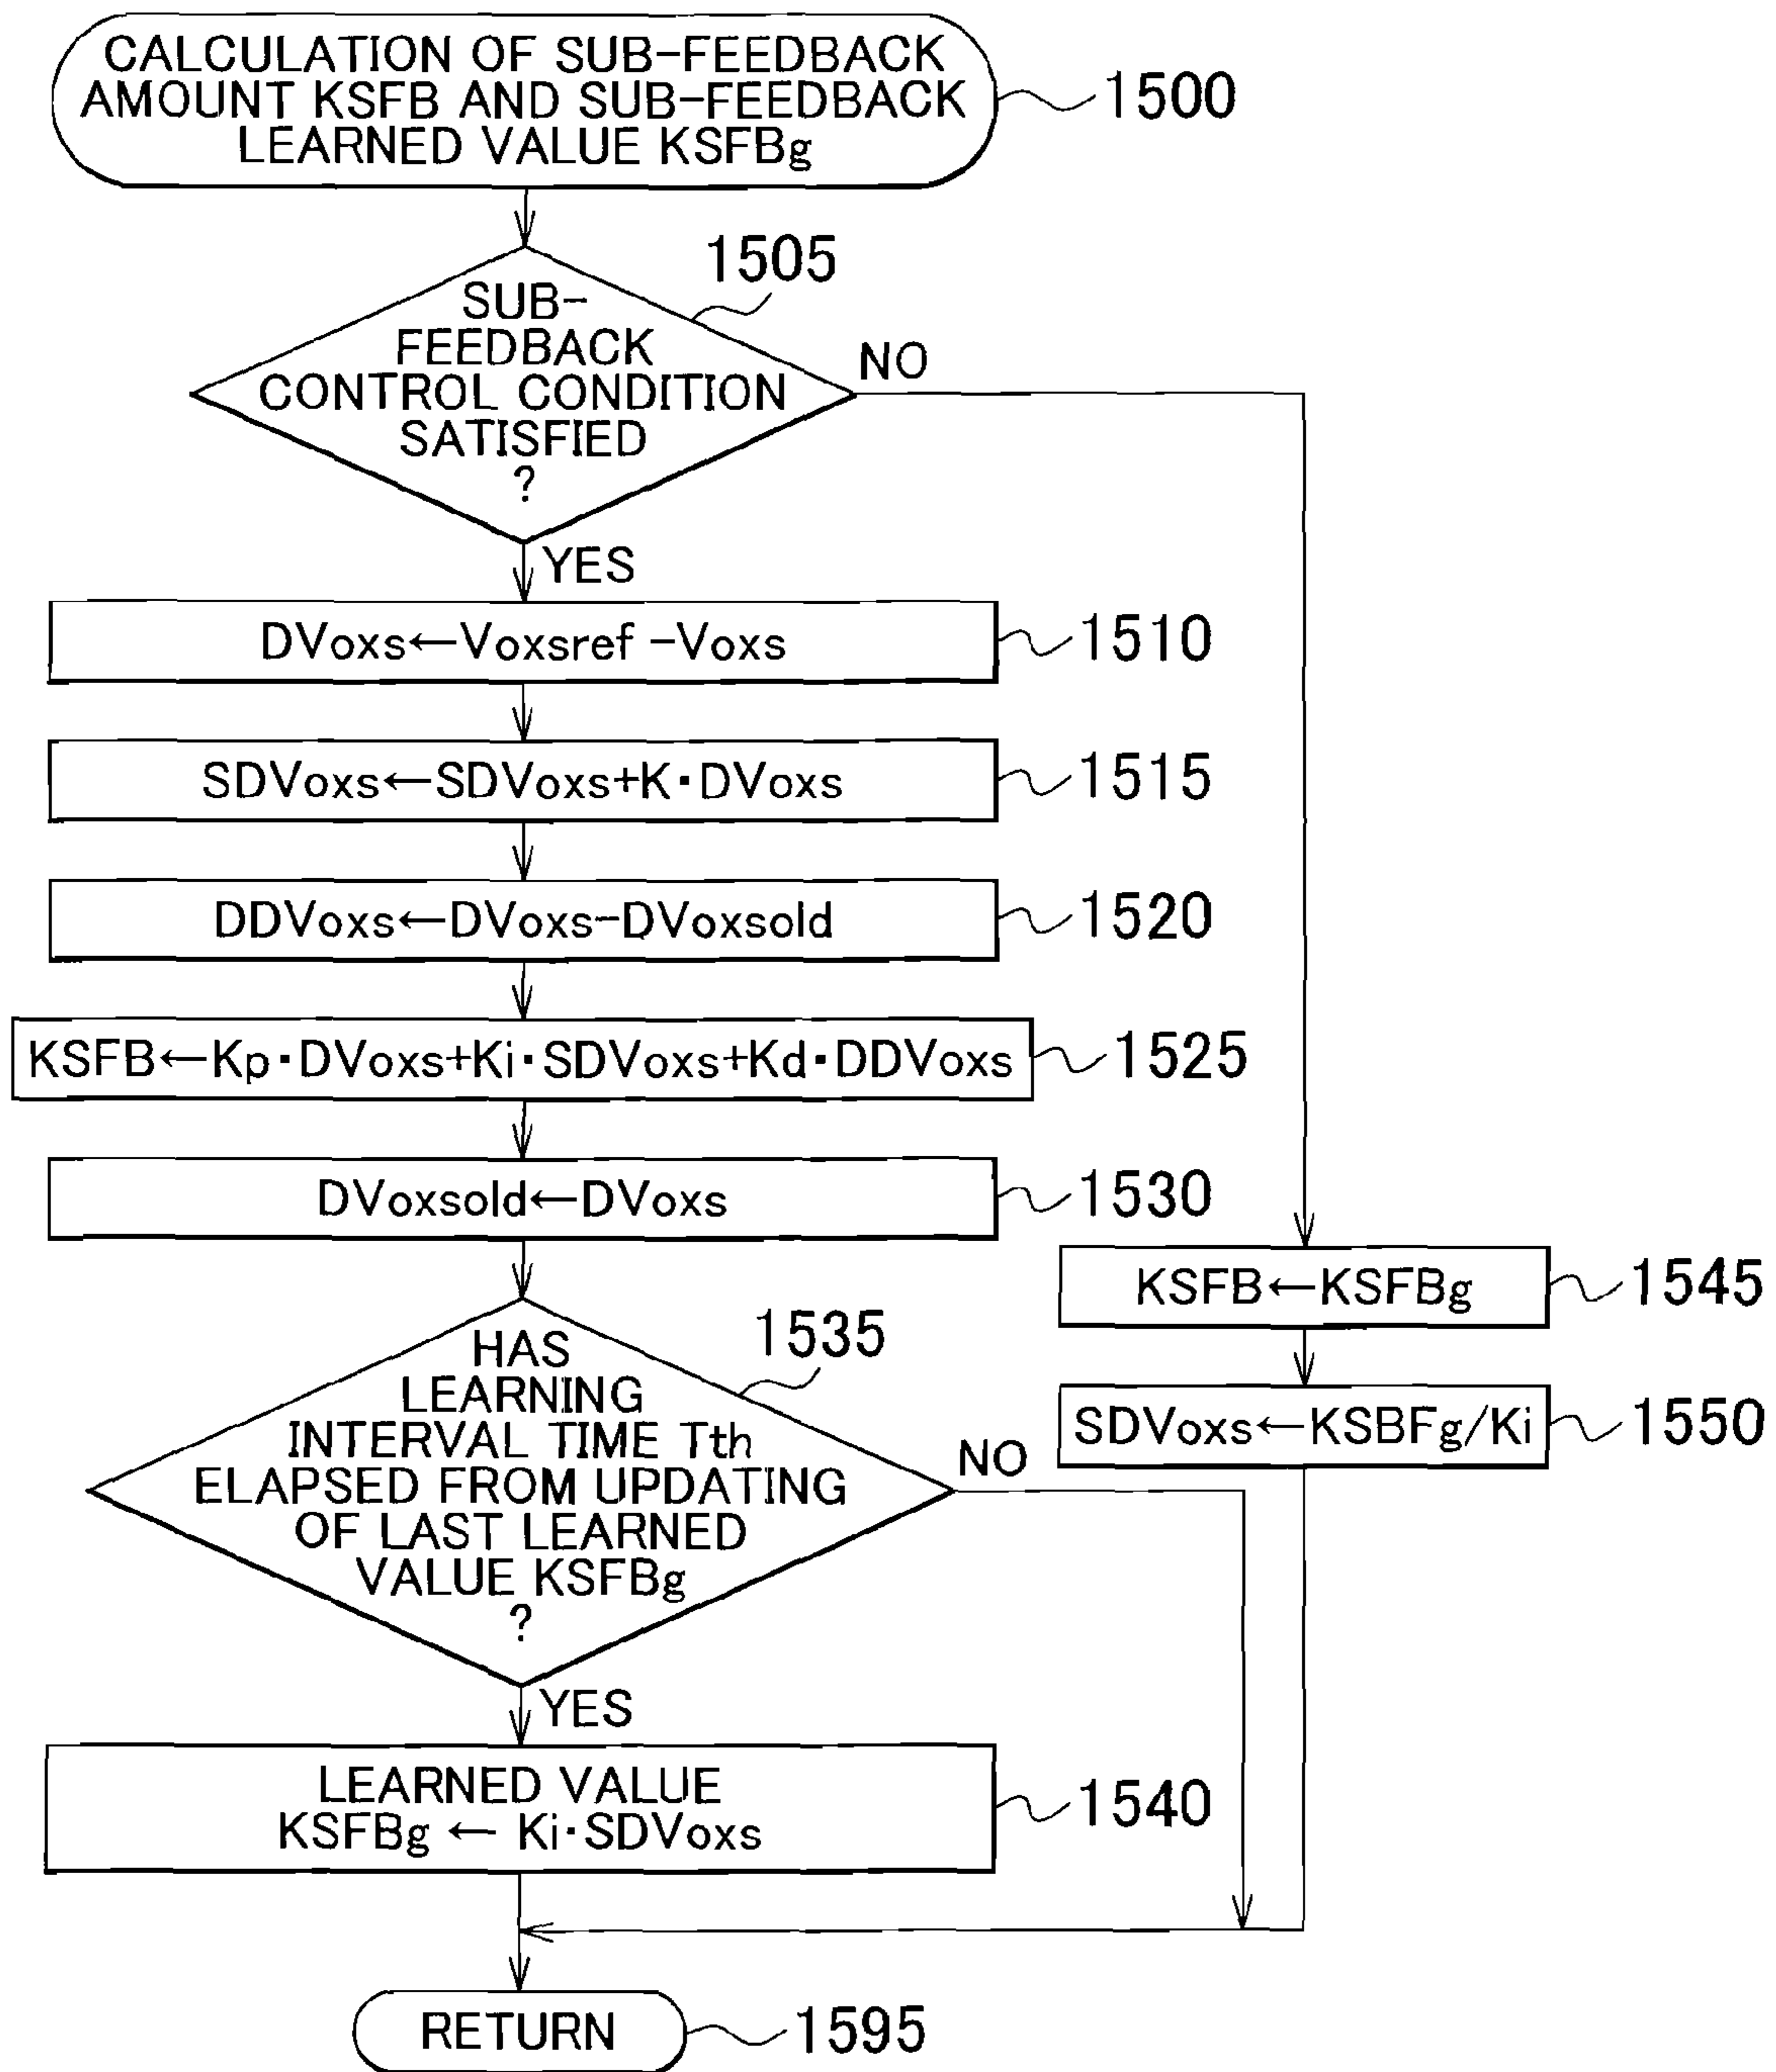 CALCULATION OF SUB-FEEDBACK
AMOUNT KSFB AND SUB-FEEDBACK
LEARNED VALUE KSFBg
1500
1505
SUB-
FEEDBACK
CONTROL CONDITION
SATISFIED
?
NO
YES
DVoxs←Voxsref-Voxs
1510
SDVoxs←SDVoxs+K·DVoxs
1515
DDVoxs←DVoxs-DVoxsold
1520
KSFB←Kp·DVoxs+Ki·SDVoxs+Kd·DDVoxs
1525
DVoxsold←DVoxs
1530
KSFB←KSFBg
1545
SDVoxs←KSBFg/Ki
1550
1535
HAS
LEARNING
INTERVAL TIME Tth
ELAPSED FROM UPDATING
OF LAST LEARNED
VALUE KSFBg
?
NO
YES
LEARNED VALUE
KSFBg ← Ki·SDVoxs
1540
RETURN
1595